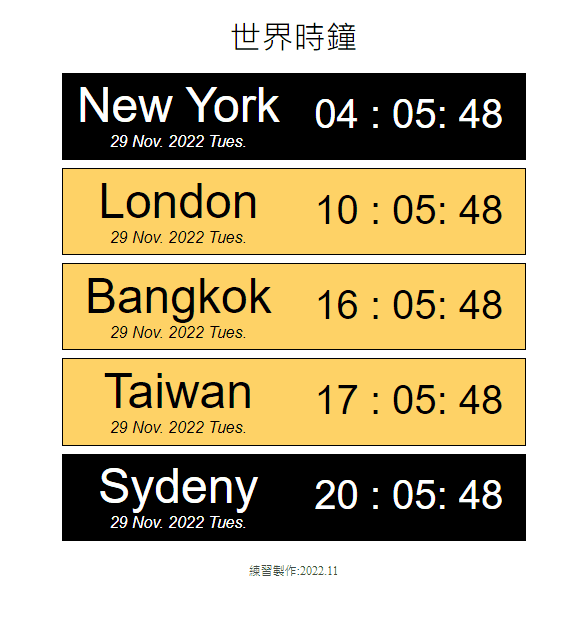 世界時鐘
New York
04 : 05: 48
29 Nov. 2022 Tues.
London
10 : 05: 48
29 Nov. 2022 Tues.
Bangkok
16 : 05: 48
29 Nov. 2022 Tues.
Taiwan
17 : 05: 48
29 Nov. 2022 Tues.
Sydeny
20 : 05: 48
29 Nov. 2022 Tues.
練習製作:2022.11